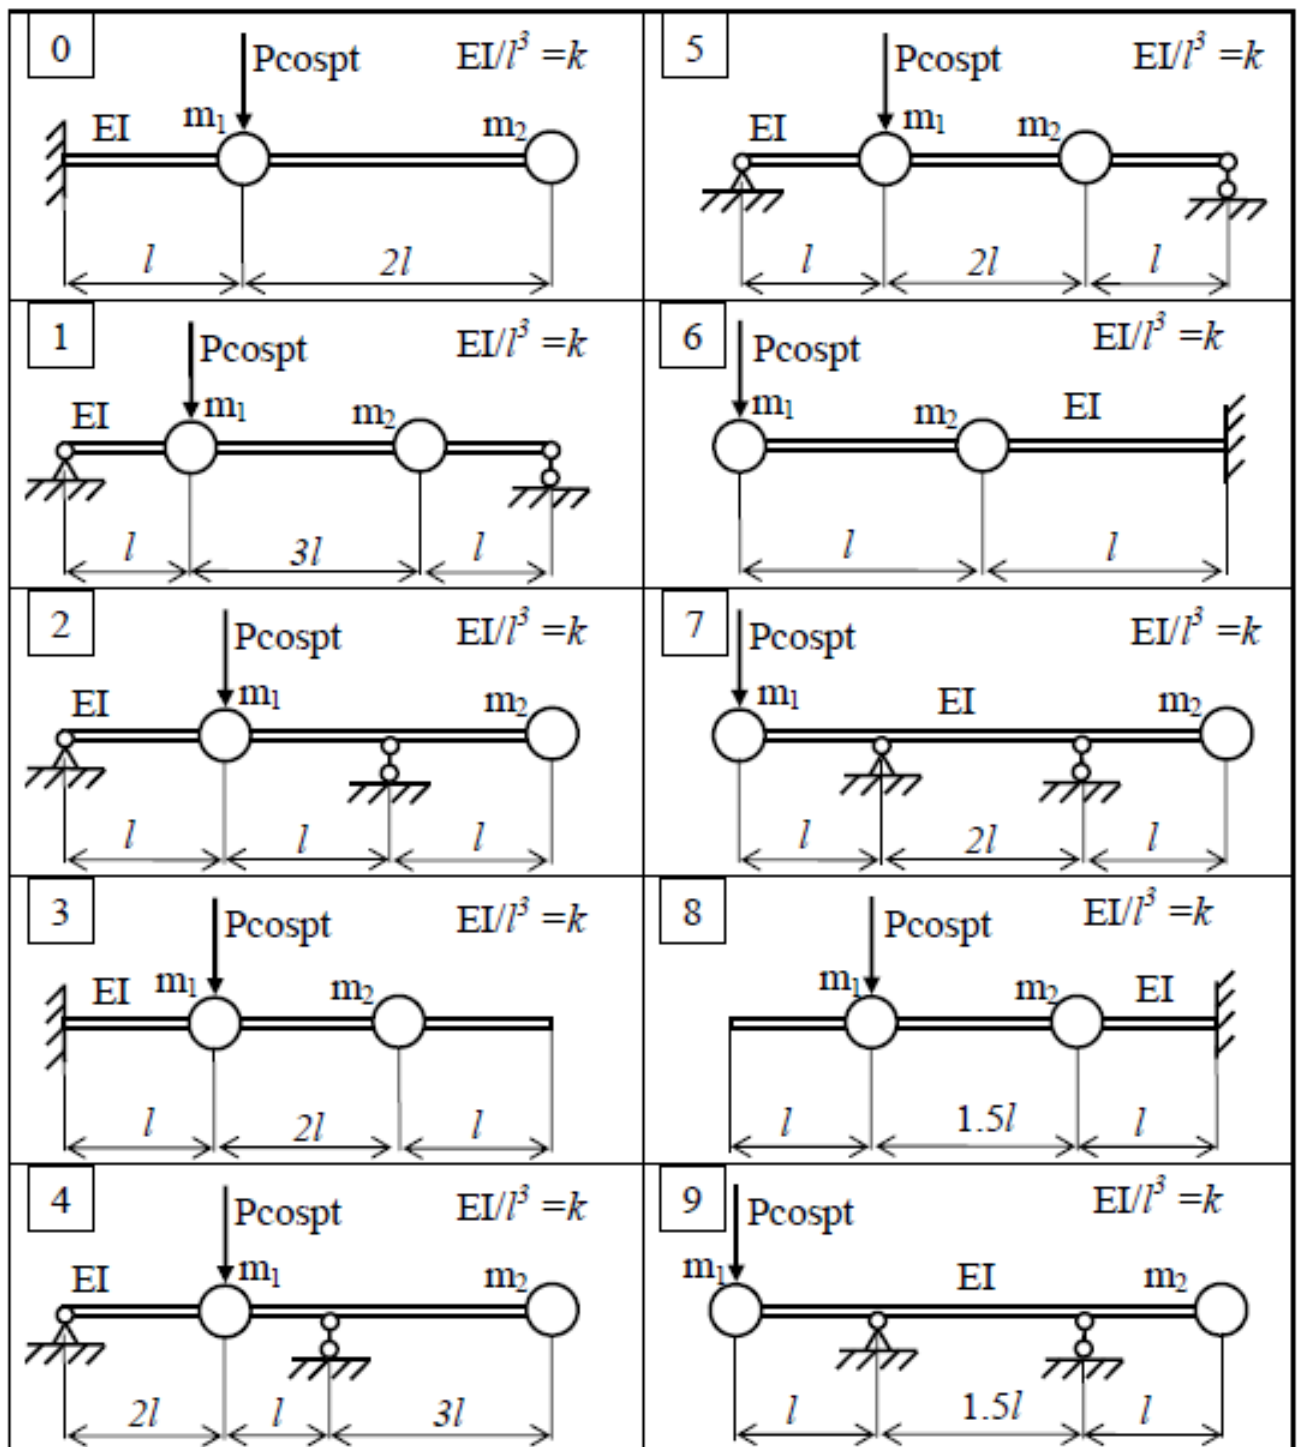 0
Pcospt
EI/l³ =k
EI
m₁
m₂
l
2l
5
Pcospt
EI/l³ =k
EI
m₁
m₂
l
2l
l
1
Pcospt
EI/l³ =k
EI
m₁
m₂
l
3l
l
6
Pcospt
EI/l³ =k
m₁
m₂
EI
l
l
2
Pcospt
EI/l³ =k
EI
m₁
m₂
l
l
l
7
Pcospt
EI/l³ =k
m₁
EI
m₂
l
2l
l
3
Pcospt
EI/l³ =k
EI
m₁
m₂
l
2l
l
8
Pcospt
EI/l³ =k
m₁
m₂
EI
l
1.5l
l
4
Pcospt
EI/l³ =k
EI
m₁
m₂
2l
l
3l
9
Pcospt
EI/l³ =k
m₁
EI
m₂
l
1.5l
l